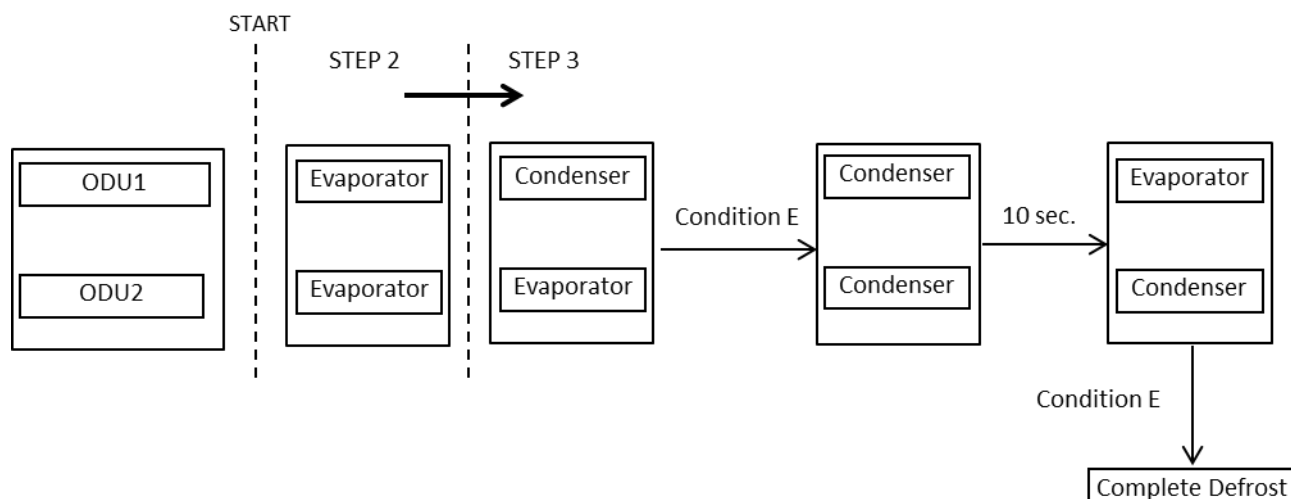 START
STEP 2
STEP 3
ODU1
ODU2
Evaporator
Evaporator
Condenser
Evaporator
Condition E
Condenser
Condenser
10 sec.
Evaporator
Condenser
Condition E
Complete Defrost